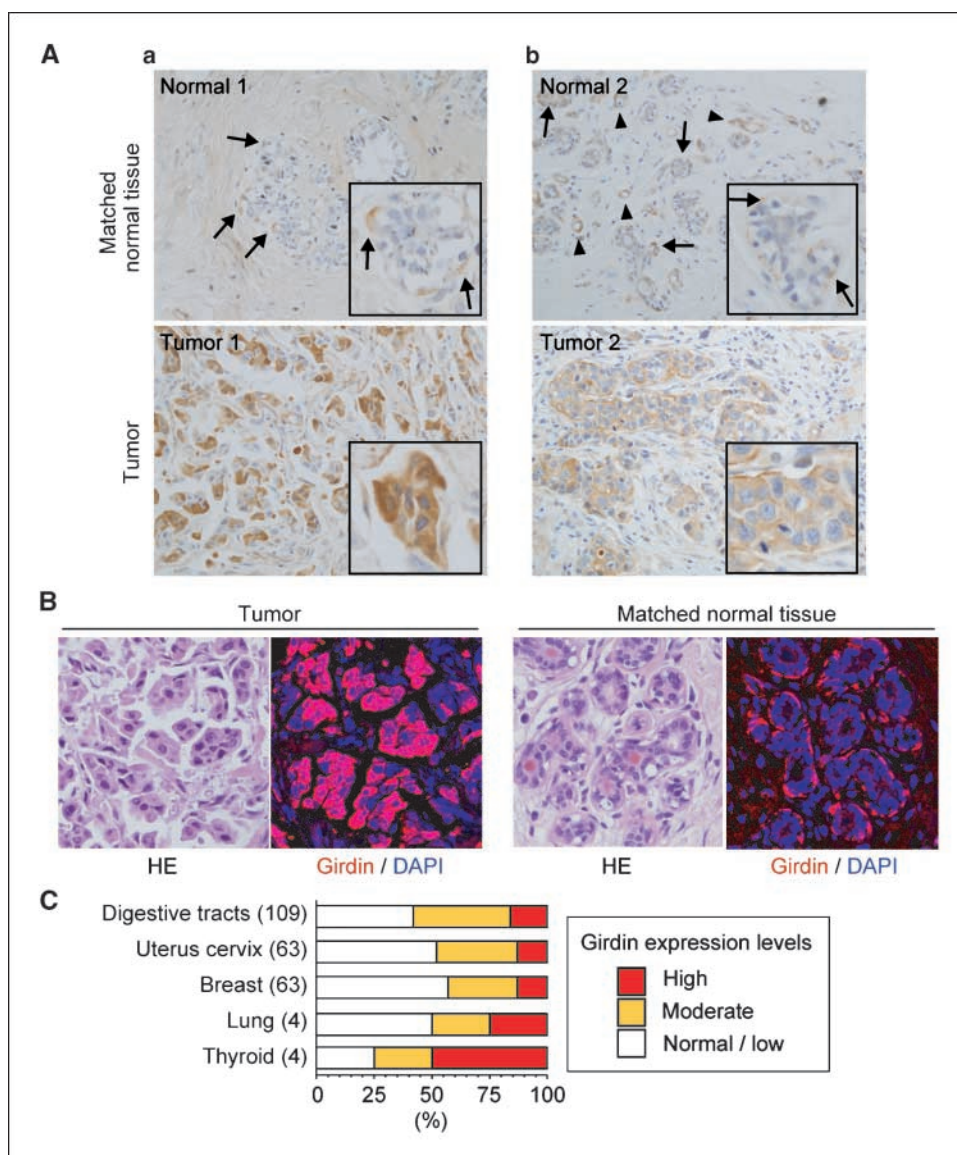 A
a
b
Normal 1
Normal 2
Matched
normal tissue
Tumor 1
Tumor 2
Tumor
B
Tumor
Matched normal tissue
HE
Girdin / DAPI
HE
Girdin / DAPI
C
Digestive tracts (109)
Uterus cervix (63)
Breast (63)
Lung (4)
Thyroid (4)
0 25 50 75 100
(%)
Girdin expression levels
High
Moderate
Normal / low